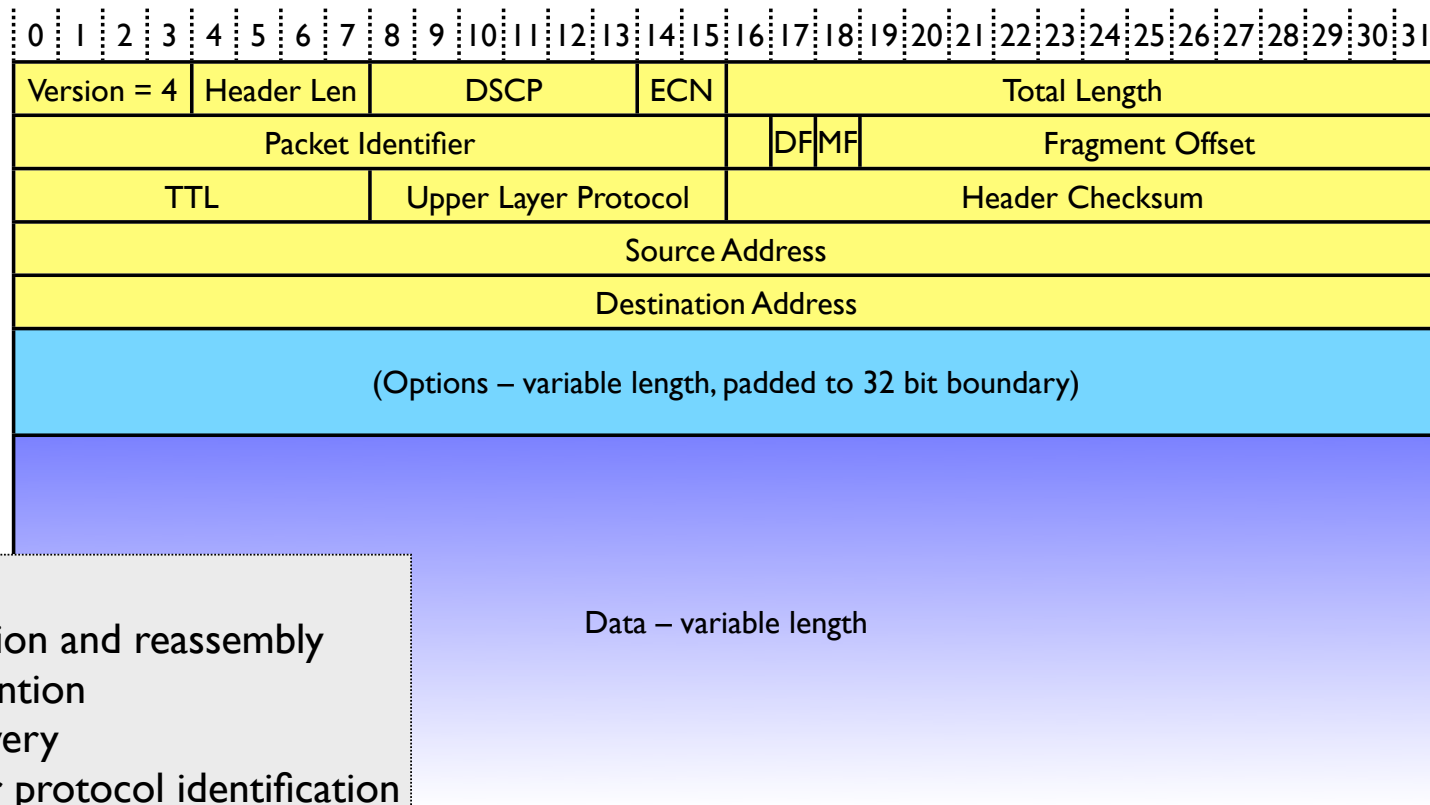 0 1 2 3 4 5 6 7 8 9 10 11 12 13 14 15 16 17 18 19 20 21 22 23 24 25 26 27 28 29 30 31
Version = 4 Header Len DSCP ECN Total Length
Packet Identifier DF MF Fragment Offset
TTL Upper Layer Protocol Header Checksum
Source Address
Destination Address
(Options – variable length, padded to 32 bit boundary)
Data – variable length
and reassembly
protocol identification